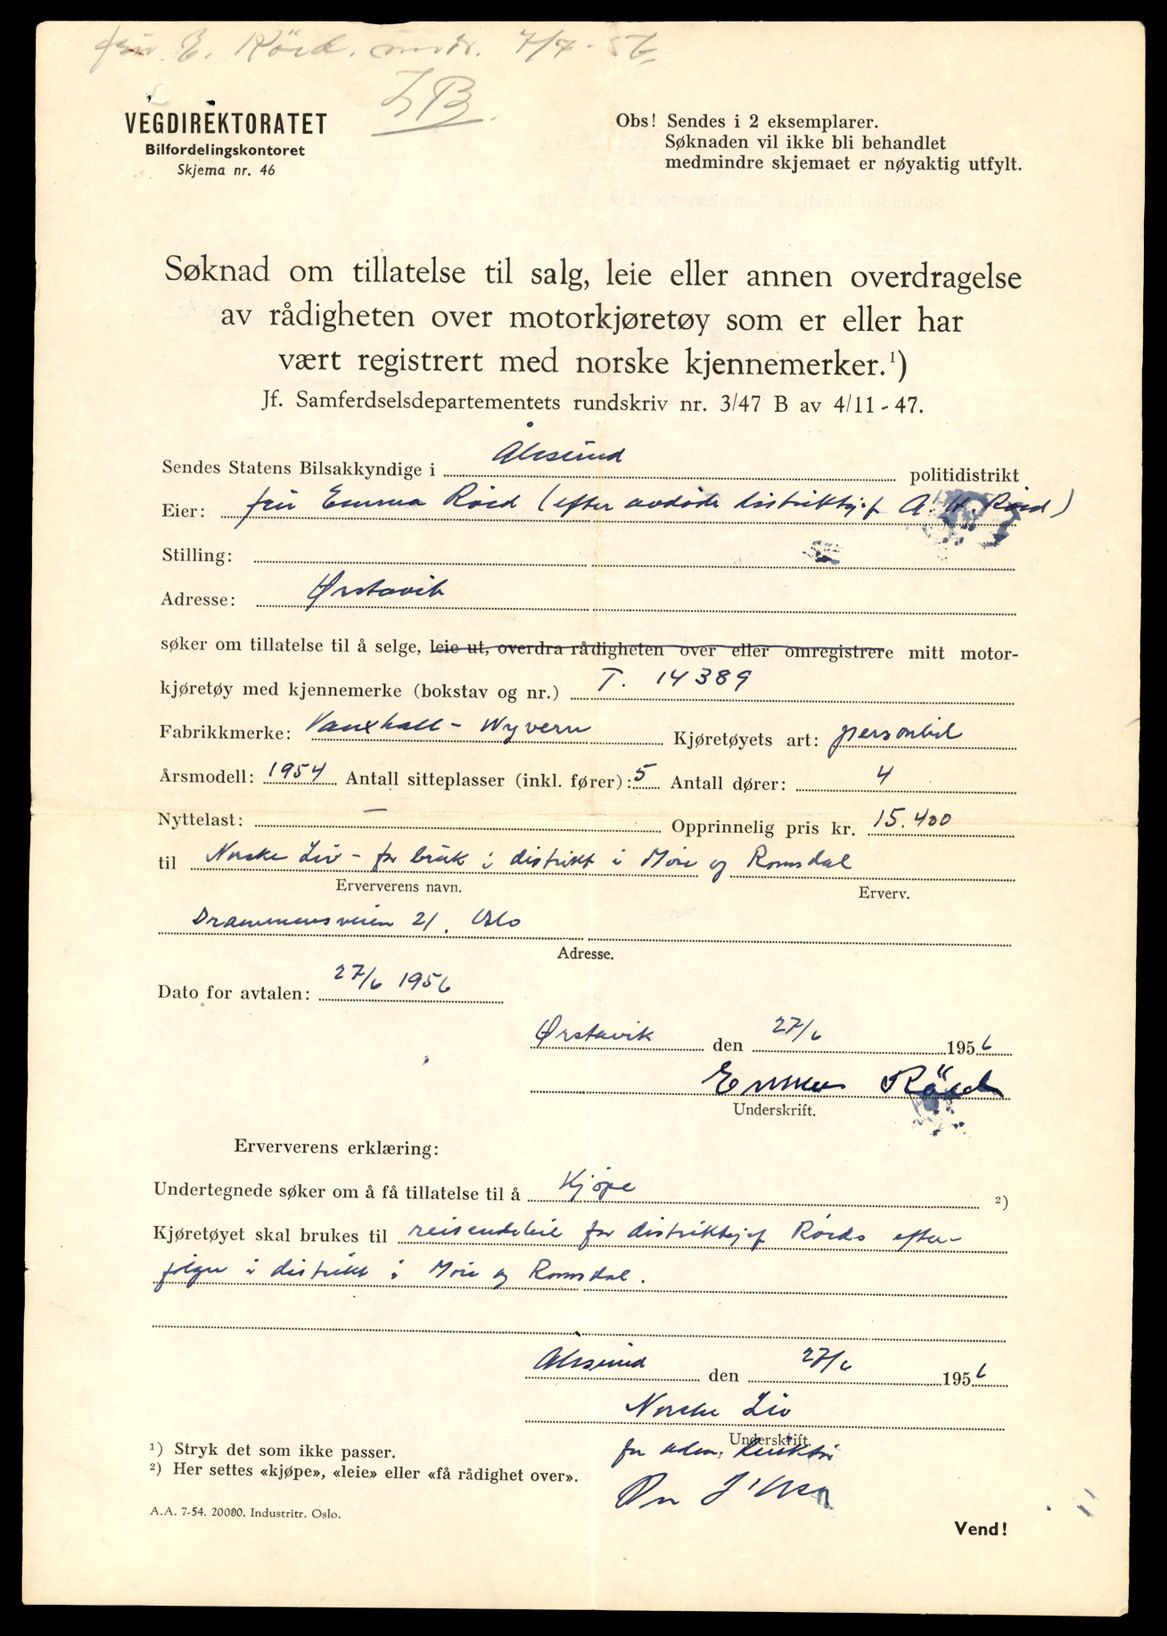 fru E. Röed. omtr. 7/7. 56.
VEGDIREKTORATET
Bilfordelingskontoret
Skjema nr. 46
Obs! Sendes i 2 eksemplarer.
Søknaden vil ikke bli behandlet
medmindre skjemaet er nøyaktig utfylt.
Søknad om tillatelse til salg, leie eller annen overdragelse
av rådigheten over motorkjøretøy som er eller har
vært registrert med norske kjennemerker.¹)
Jf. Samferdselsdepartementets rundskriv nr. 3/47 B av 4/11 - 47.
Sendes Statens Bilsakkyndige i Ålesund politidistrikt
Eier: fru Emma Röed (efter avdøde distriktsj.f A. H. Röed)
Stilling:
Adresse: Ørstavik
søker om tillatelse til å selge, leie ut, overdra rådigheten over eller omregistrere mitt motor-
kjøretøy med kjennemerke (bokstav og nr.) T. 14389
Fabrikkmerke: Vauxhall - Wyvern Kjøretøyets art: personbil
Årsmodell: 1954 Antall sitteplasser (inkl. fører): 5 Antall dører: 4
Nyttelast: — Opprinnelig pris kr. 15.400
til Norske Liv - for bruk i distrikt i Møre og Romsdal
Erververens navn. Erverv.
Drammensveien 21. Oslo
Adresse.
Dato for avtalen: 27/6 1956
Ørstavik den 27/6 1956
Emma Röed
Underskrift.
Erververens erklæring:
Undertegnede søker om å få tillatelse til å kjøpe ²)
Kjøretøyet skal brukes til reisendebil for distriktsj.f Röeds efter-
følger i distrikt i Møre og Romsdal.
Ålesund den 27/6 1956
Norske Liv
Underskrift.
for adm. direktør
¹) Stryk det som ikke passer.
²) Her settes «kjøpe», «leie» eller «få rådighet over».
A.A. 7-54. 20000. Industritr. Oslo.
Vend!